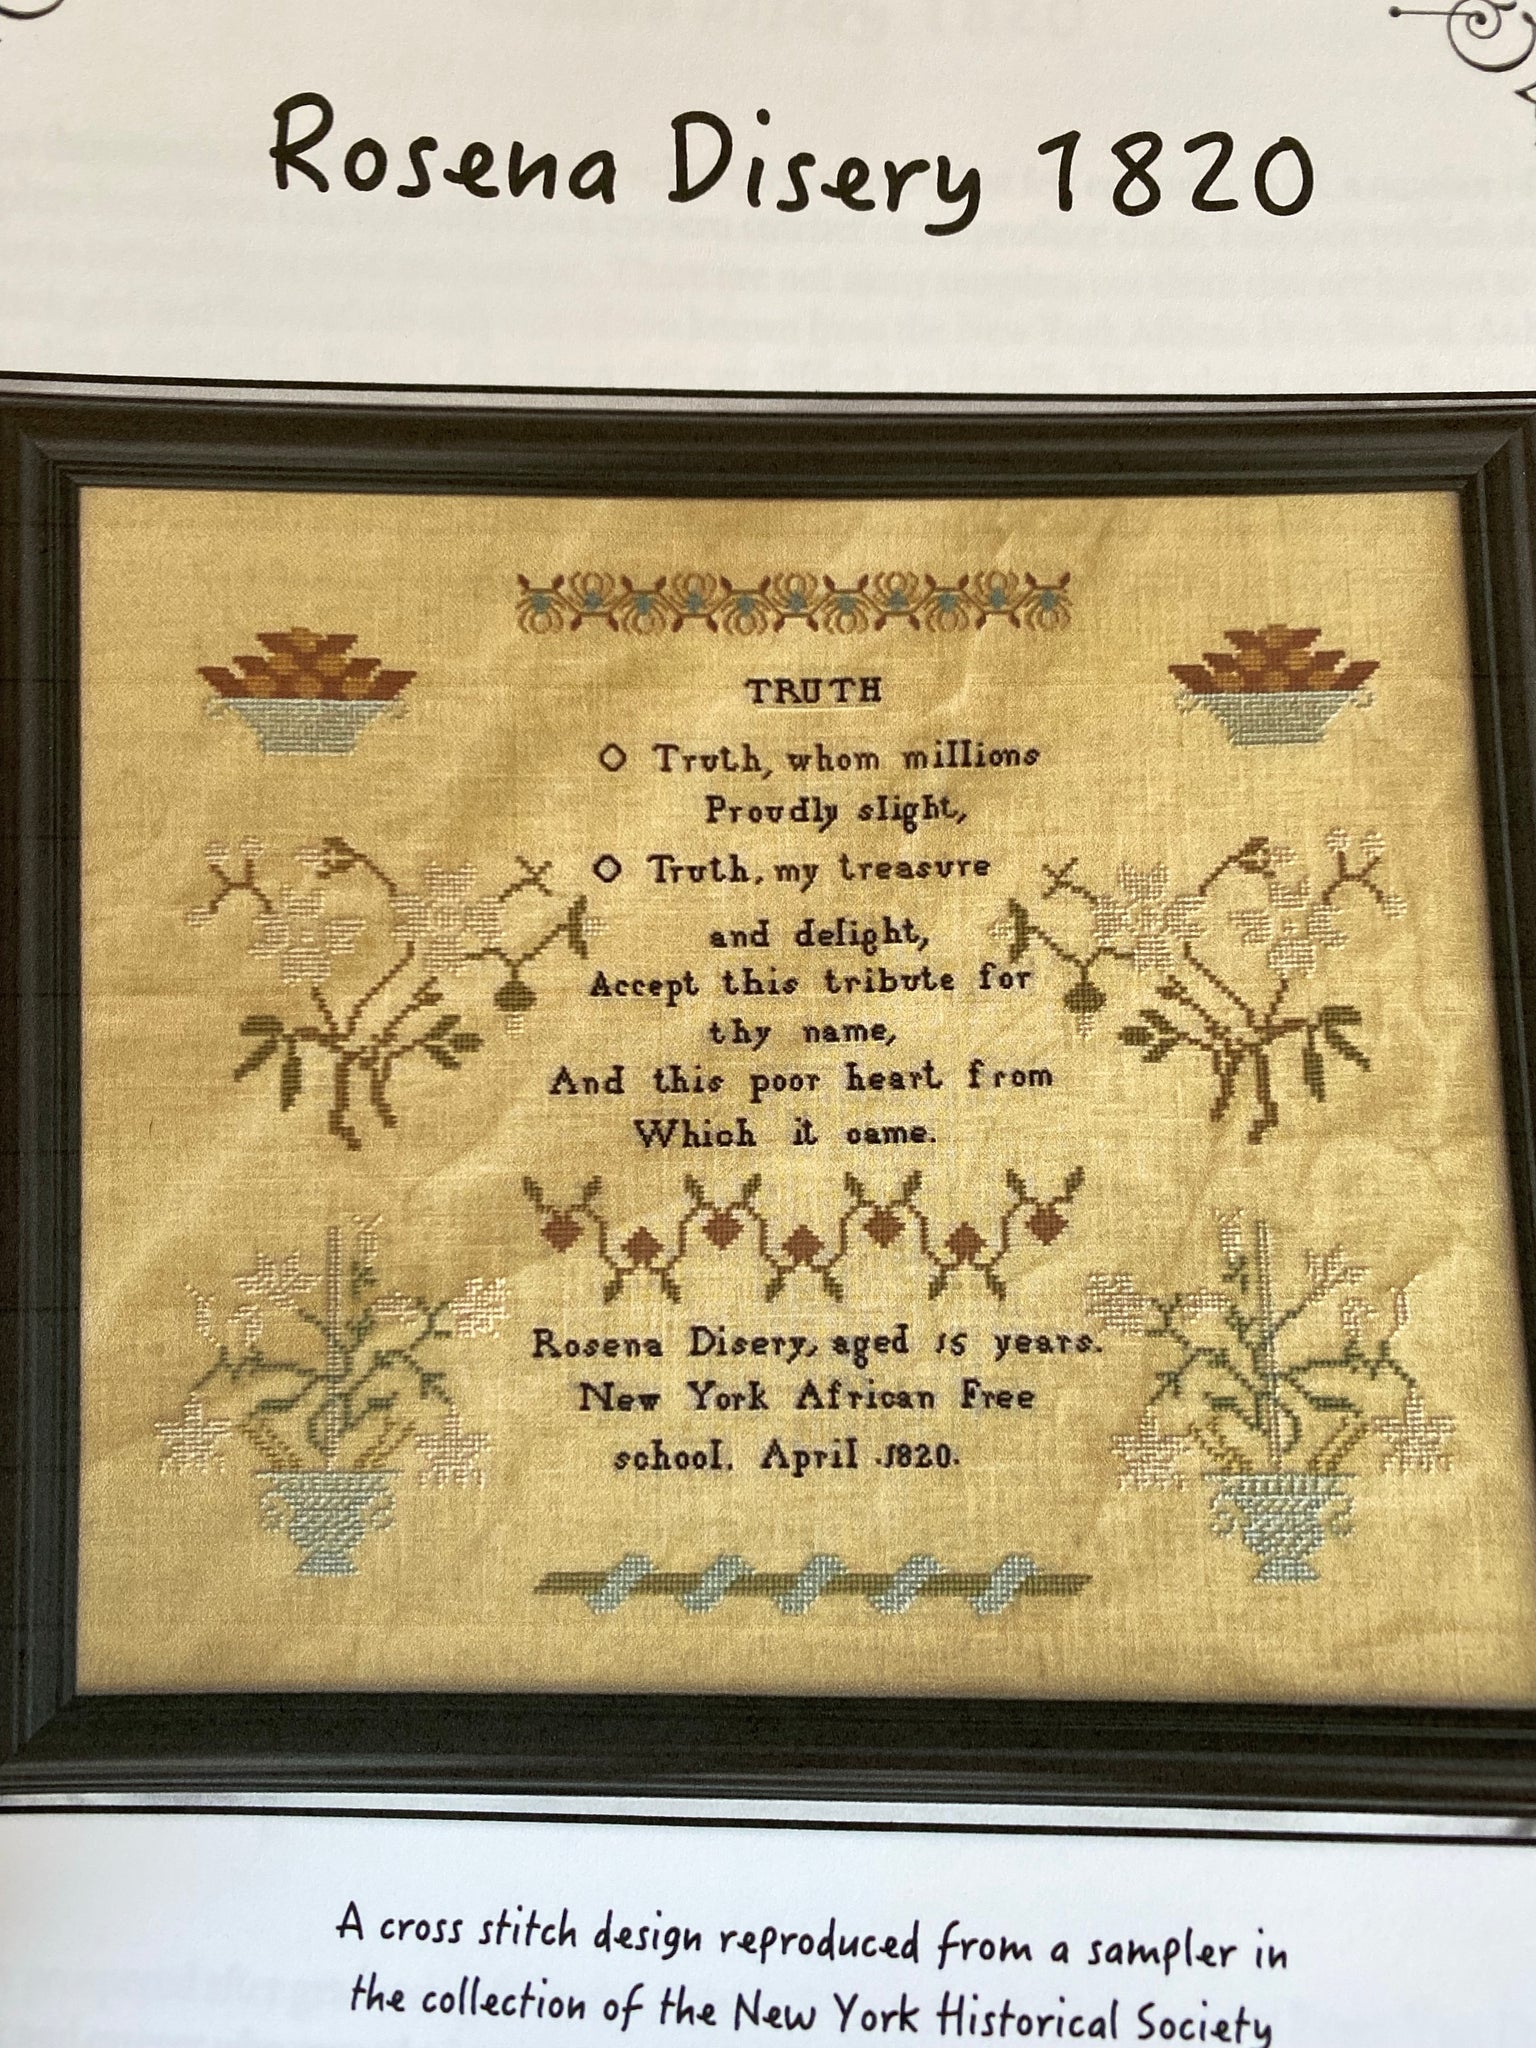 Rosena Disery 1820
TRUTH
O Truth, whom millions
Proudly slight,
O Truth, my treasure
and delight,
Accept this tribute for
thy name,
And this poor heart from
Which it came.
Rosena Disery, aged 15 years.
New York African Free
school. April 1820.
A cross stitch design reproduced from a sampler in
the collection of the New York Historical Society